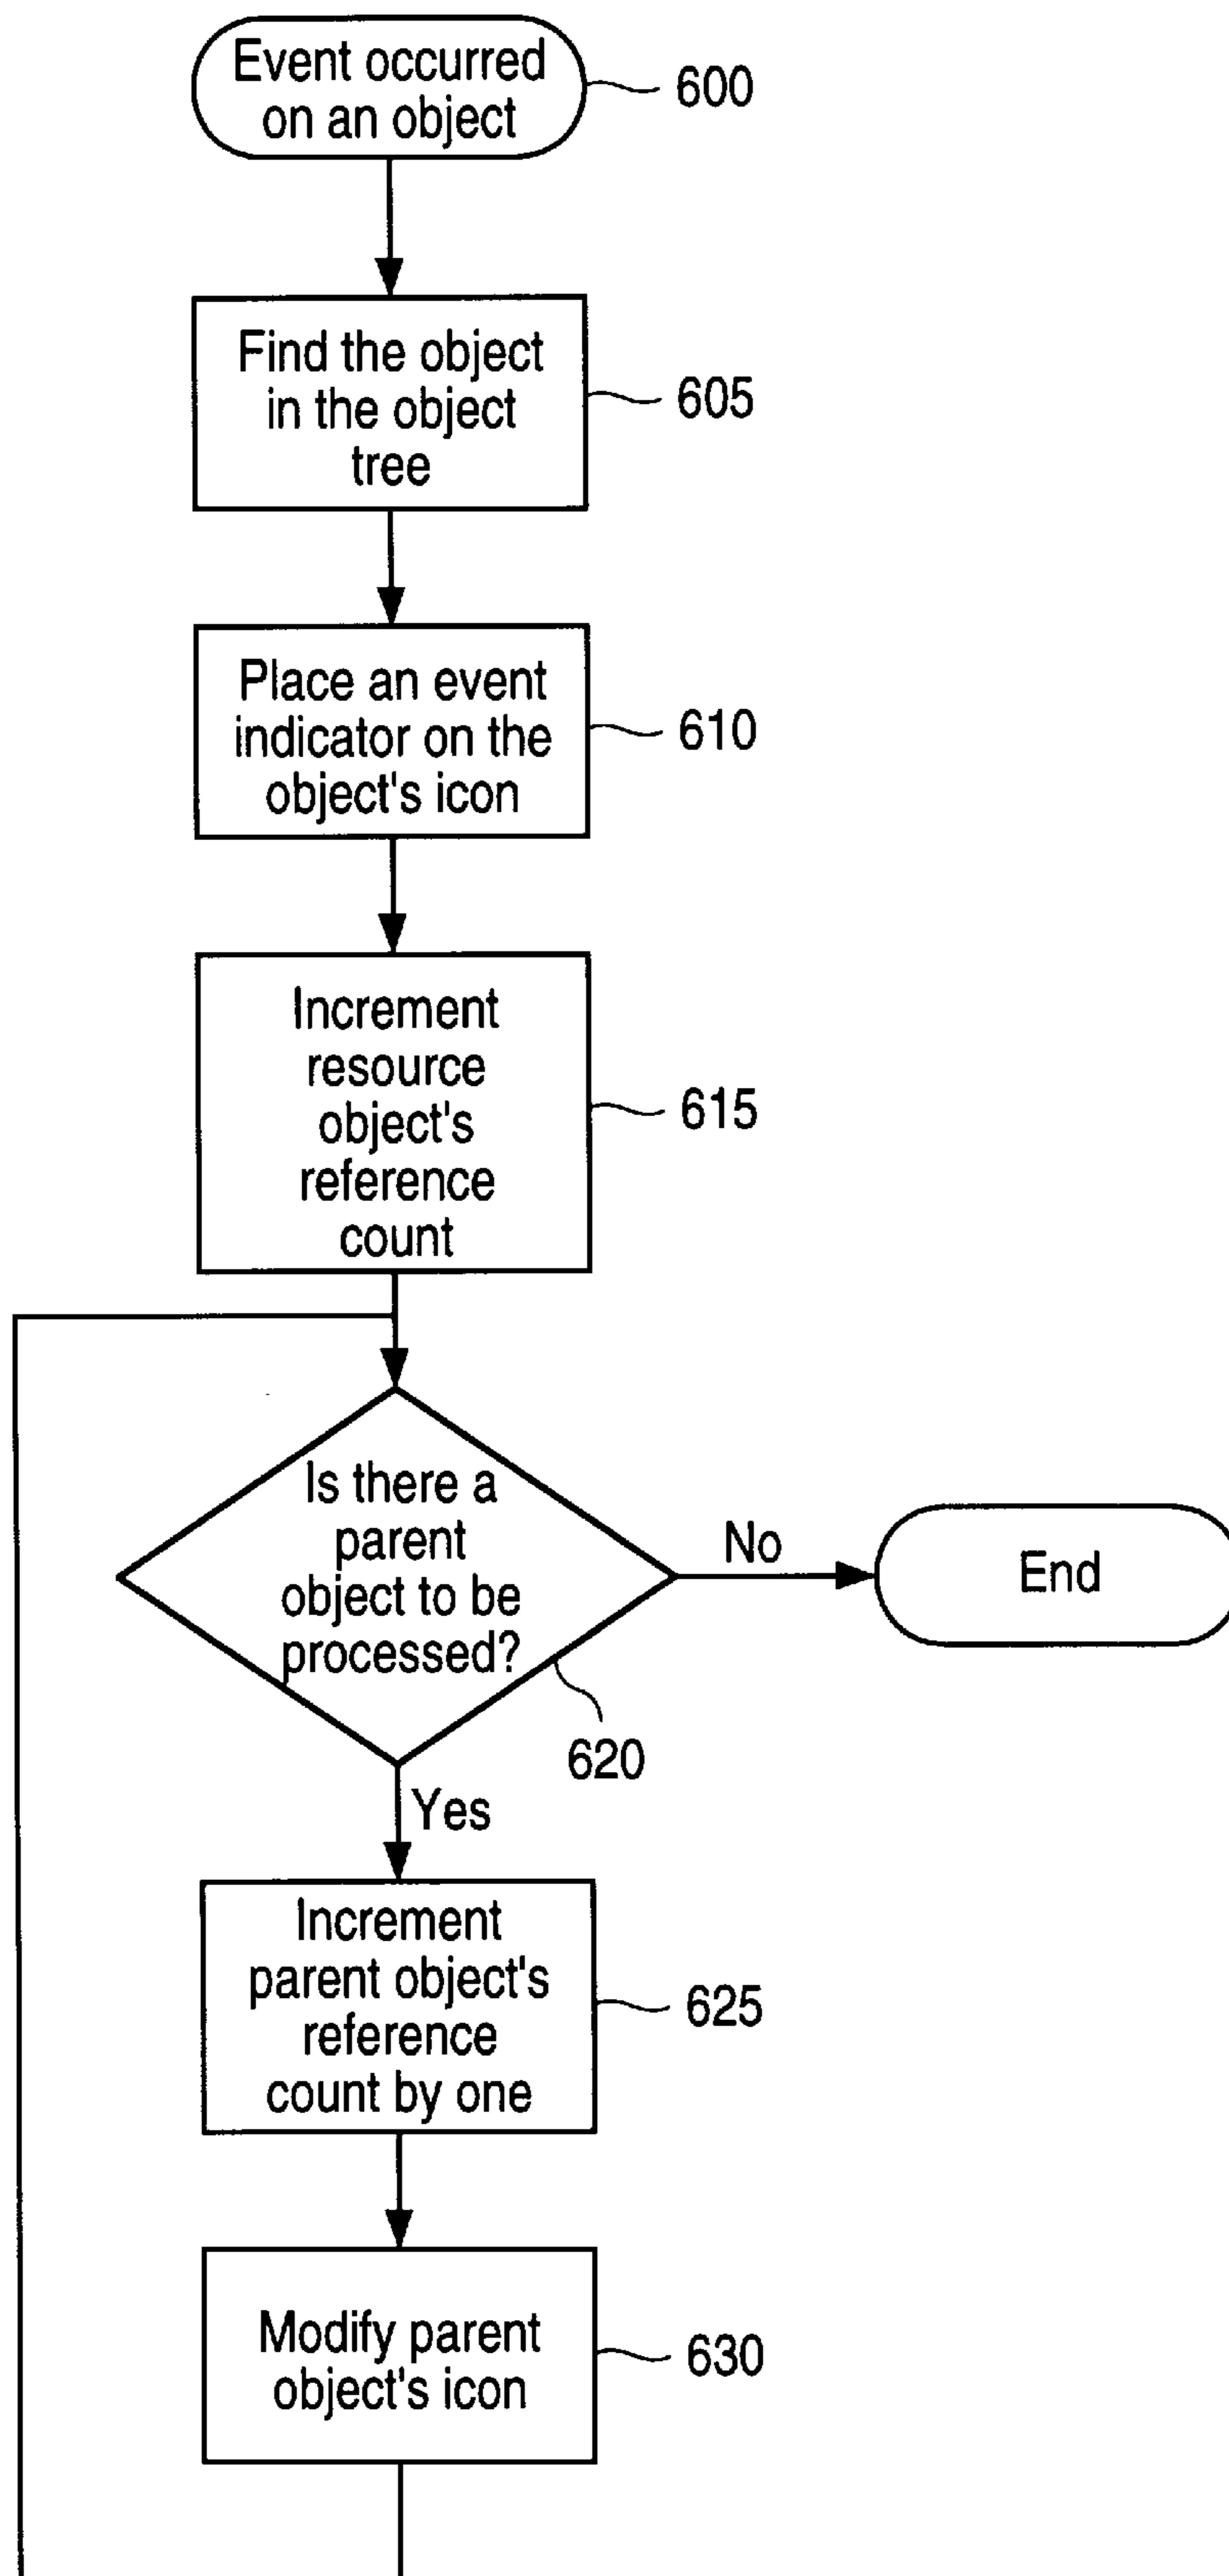 Event occurred
on an object
600
Find the object
in the object
tree
605
Place an event
indicator on the
object's icon
610
Increment
resource
object's
reference
count
615
Is there a
parent
object to be
processed?
No
End
620
Yes
Increment
parent object's
reference
count by one
625
Modify parent
object's icon
630